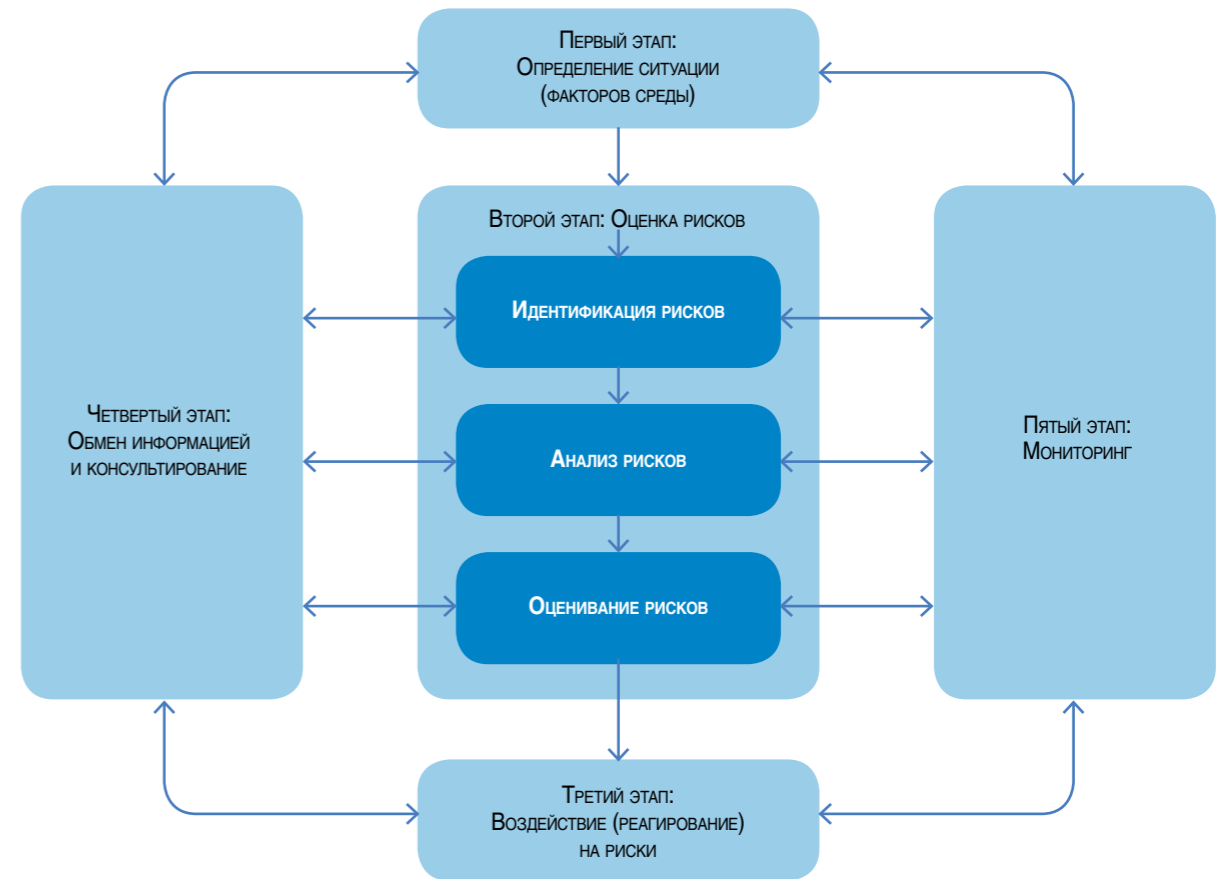 Первый этап:
Определение ситуации
(факторов среды)
Второй этап: Оценка рисков
Идентификация рисков
Анализ рисков
Оценивание рисков
Четвертый этап:
Обмен информацией
и консультирование
Пятый этап:
Мониторинг
Третий этап:
Воздействие (реагирование)
на риски